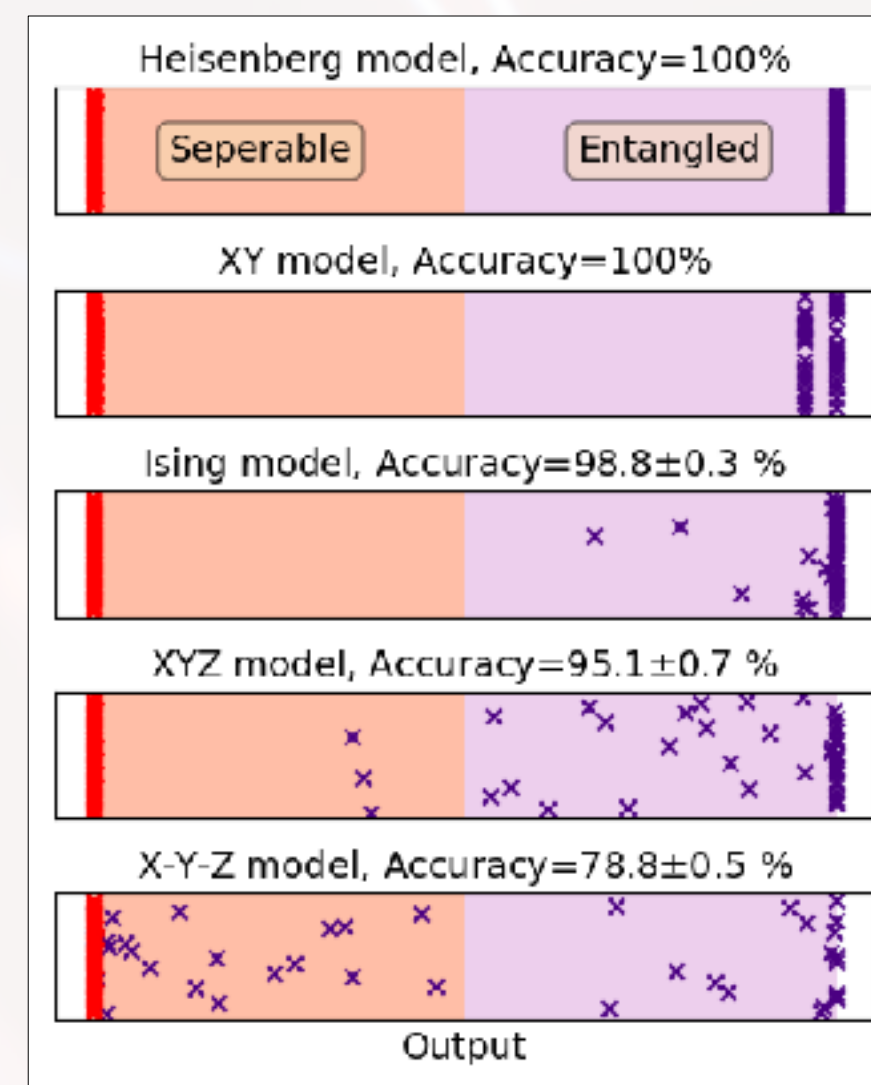 Heisenberg model, Accuracy=100%
Seperable Entangled
XY model, Accuracy=100%
Ising model, Accuracy=98.8±0.3 %
XYZ model, Accuracy=95.1±0.7 %
X-Y-Z model, Accuracy=78.8±0.5 %
Output